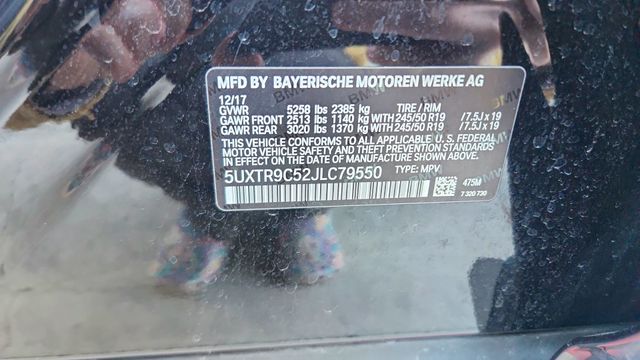 MFD BY BAYERISCHE MOTOREN WERKE AG
12/17
GVWR 5258 lbs 2385 kg TIRE / RIM
GAWR FRONT 2513 lbs 1140 kg WITH 245/50 R19 /7.5J x 19
GAWR REAR 3020 lbs 1370 kg WITH 245/50 R19 /7.5J x 19
THIS VEHICLE CONFORMS TO ALL APPLICABLE U.S. FEDERAL
MOTOR VEHICLE SAFETY STANDARDS IN EFFECT ON THE
DATE OF MANUFACTURE SHOWN ABOVE.
5UXTR9C52JLC79550 TYPE: MPV 475M
7 320 730